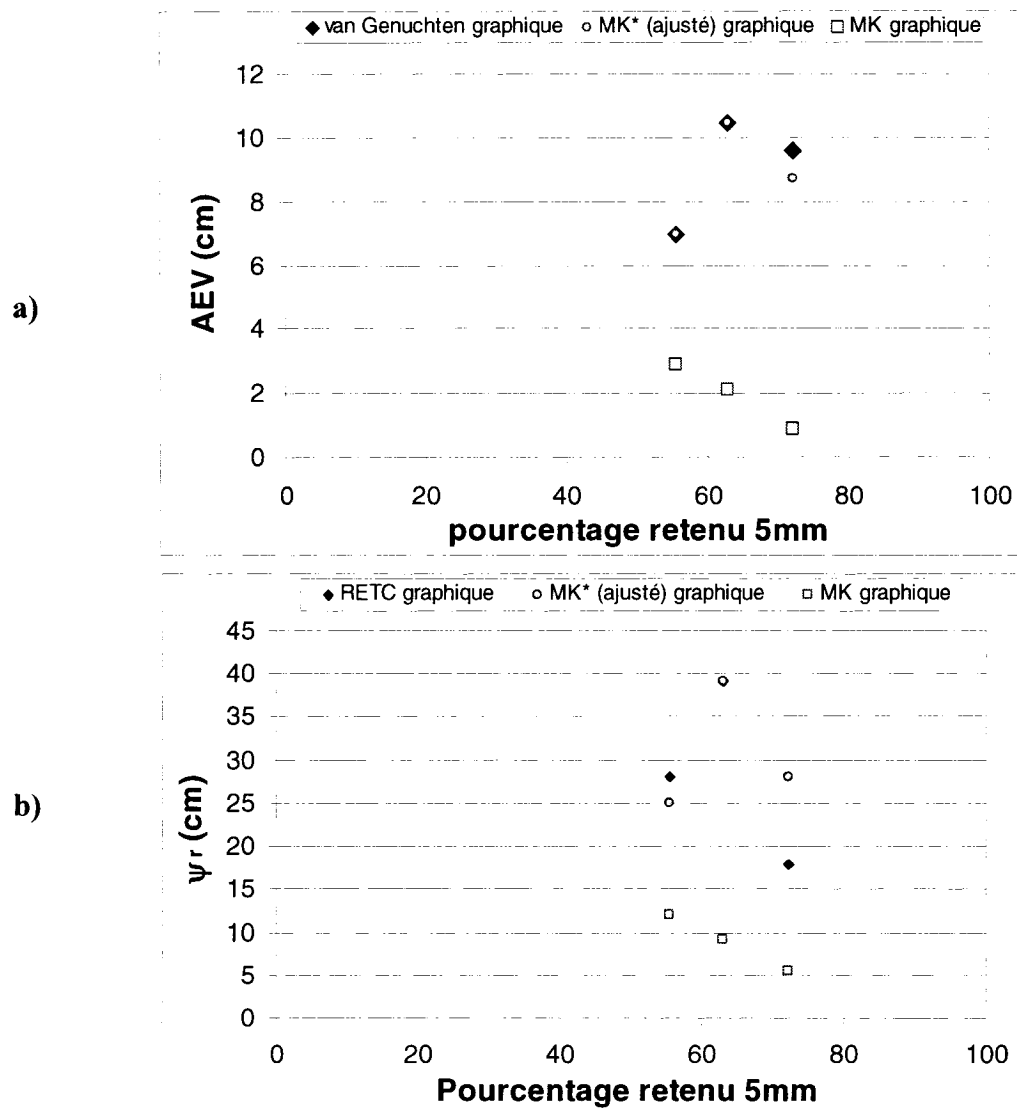 van Genuchten graphique MK* (ajusté) graphique MK graphique
12
10
8
6
4
2
0
AEV (cm)
a)
0 20 40 60 80 100
pourcentage retenu 5mm
RETC graphique MK* (ajusté) graphique MK graphique
45
40
35
30
25
20
15
10
5
0
Ψr (cm)
b)
0 20 40 60 80 100
Pourcentage retenu 5mm